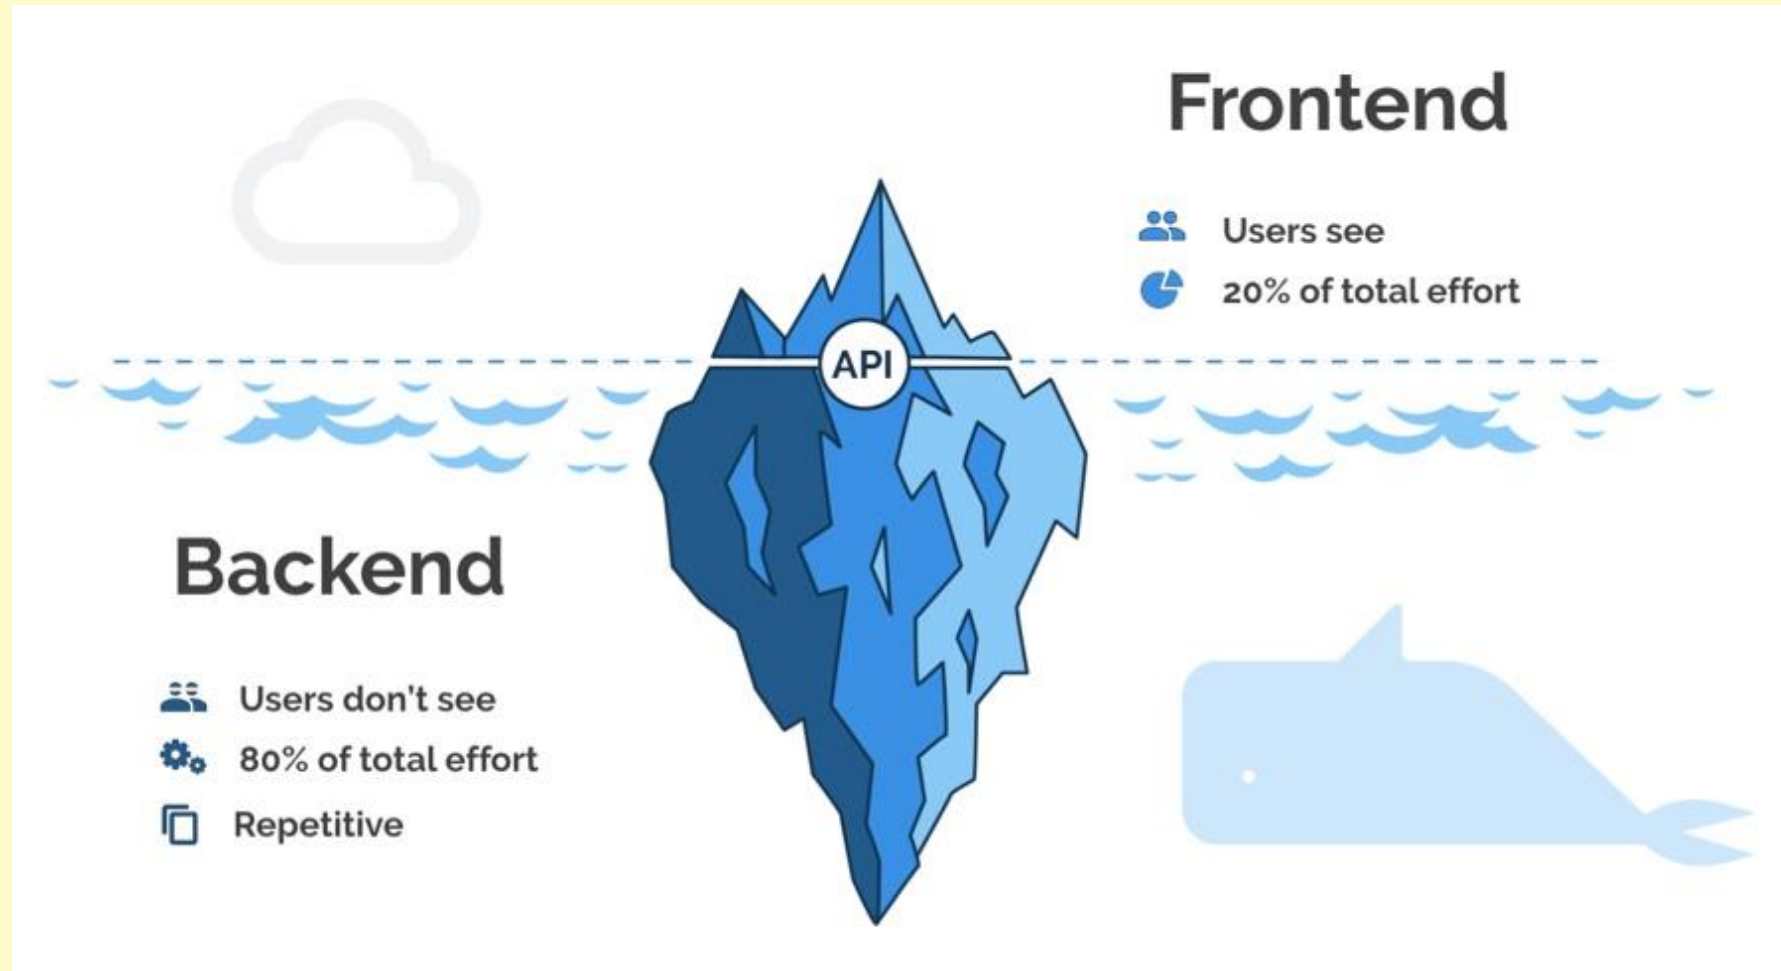 Frontend
Users see
20% of total effort
API
Backend
Users don't see
80% of total effort
Repetitive